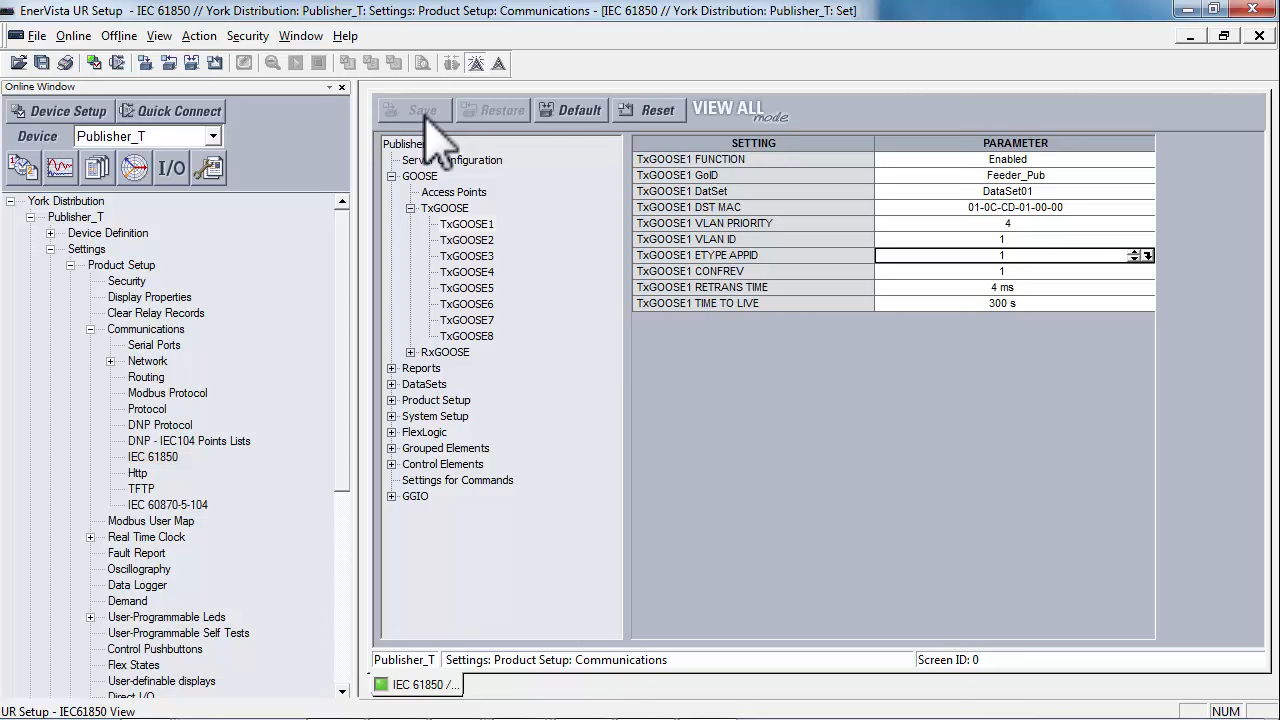 EnerVista UR Setup - IEC 61850 // York Distribution: Publisher_T: Settings: Product Setup: Communications - [IEC 61850 // York Distribution: Publisher_T: Set]
File Online Offline View Action Security Window Help
Online Window
Device Setup Quick Connect
Device Publisher_T
I/O
York Distribution
Publisher_T
Device Definition
Settings
Product Setup
Security
Display Properties
Clear Relay Records
Communications
Serial Ports
Network
Routing
Modbus Protocol
Protocol
DNP Protocol
DNP - IEC104 Points Lists
IEC 61850
Http
TFTP
IEC 60870-5-104
Modbus User Map
Real Time Clock
Fault Report
Oscillography
Data Logger
Demand
User-Programmable Leds
User-Programmable Self Tests
Control Pushbuttons
Flex States
User-definable displays
Direct I/O
Save Restore Default Reset VIEW ALL mode
GOOSE
Access Points
TxGOOSE
TxGOOSE1
TxGOOSE2
TxGOOSE3
TxGOOSE4
TxGOOSE5
TxGOOSE6
TxGOOSE7
TxGOOSE8
RxGOOSE
Reports
DataSets
Product Setup
System Setup
FlexLogic
Grouped Elements
Control Elements
Settings for Commands
GGIO
SETTING PARAMETER
TxGOOSE1 FUNCTION Enabled
TxGOOSE1 GoID Feeder_Pub
TxGOOSE1 DatSet DataSet01
TxGOOSE1 DST MAC 01-0C-CD-01-00-00
TxGOOSE1 VLAN PRIORITY 4
TxGOOSE1 VLAN ID 1
TxGOOSE1 ETYPE APPID 1
TxGOOSE1 CONFREV 1
TxGOOSE1 RETRANS TIME 4 ms
TxGOOSE1 TIME TO LIVE 300 s
Publisher_T Settings: Product Setup: Communications Screen ID: 0
IEC 61850 /...
UR Setup - IEC61850 View NUM